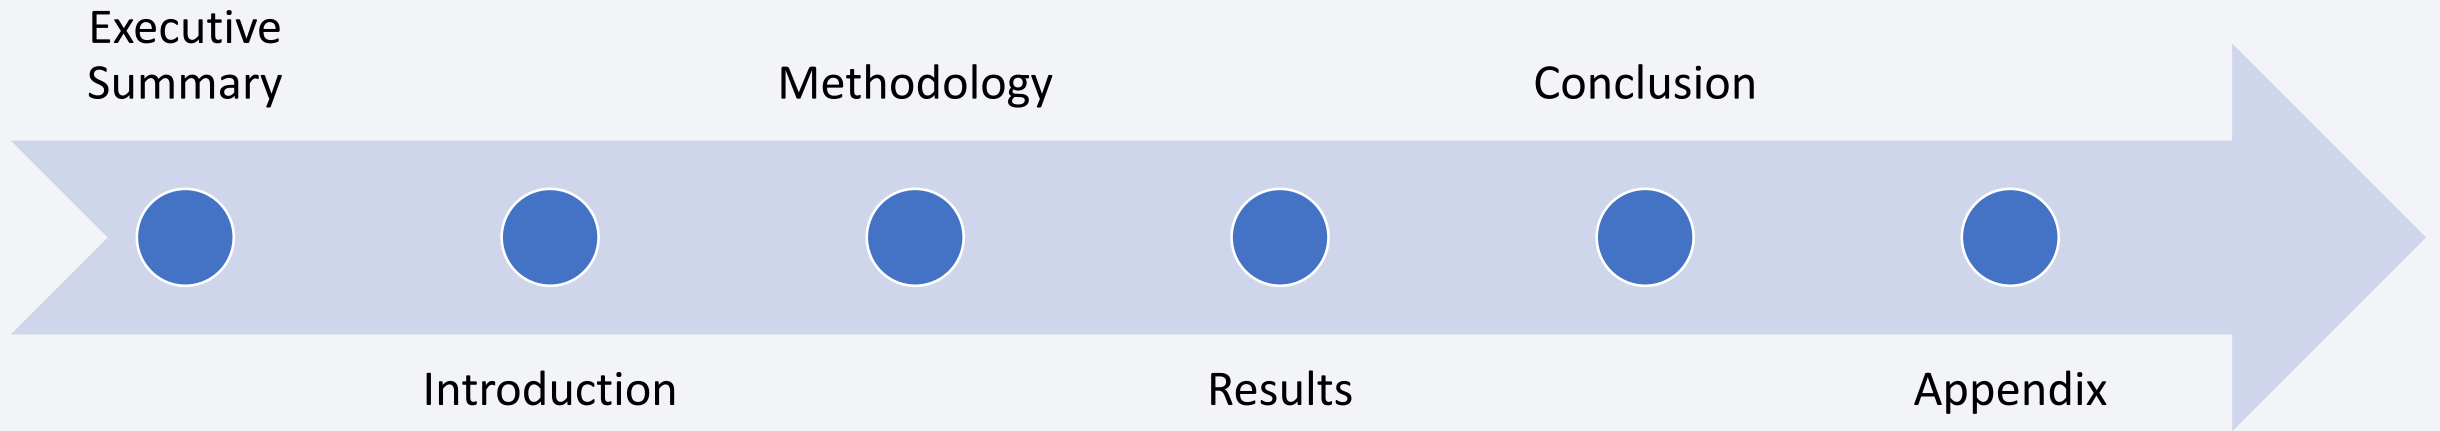 Executive
Summary
Introduction
Methodology
Results
Conclusion
Appendix